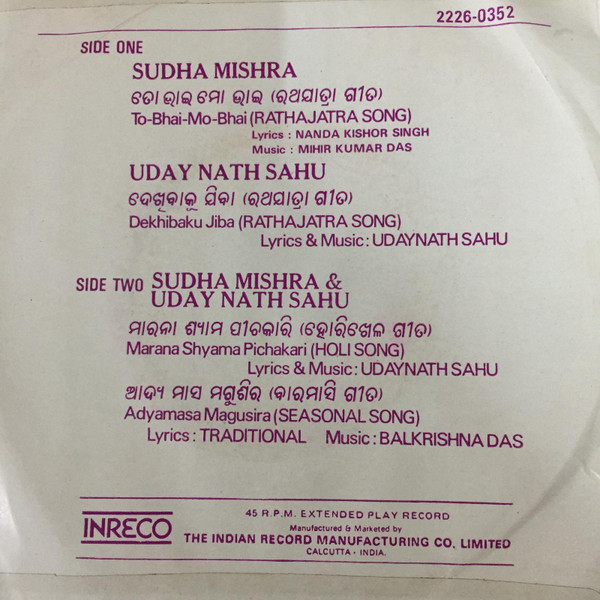 2226-0352
SIDE ONE
SUDHA MISHRA
ତୋ ଭାଇ ମୋ ଭାଇ (ରଥଯାତ୍ରା ଗୀତ)
To-Bhai-Mo-Bhai (RATHAJATRA SONG)
Lyrics : NANDA KISHOR SINGH
Music : MIHIR KUMAR DAS
UDAY NATH SAHU
ଦେଖିବାକୁ ଯିବା (ରଥଯାତ୍ରା ଗୀତ)
Dekhibaku Jiba (RATHAJATRA SONG)
Lyrics & Music : UDAYNATH SAHU
SIDE TWO SUDHA MISHRA &
UDAY NATH SAHU
ମାରନା ଶ୍ୟାମ ପୀଚକାରି (ହୋରିଖେଳ ଗୀତ)
Marana Shyama Pichakari (HOLI SONG)
Lyrics & Music : UDAYNATH SAHU
ଆଦ୍ୟ ମାସ ମଗୁଶିର (ବାରମାସି ଗୀତ)
Adyamasa Magusira (SEASONAL SONG)
Lyrics : TRADITIONAL Music : BALKRISHNA DAS
INRECO
45 R.P.M. EXTENDED PLAY RECORD
Manufactured & Marketed by
THE INDIAN RECORD MANUFACTURING CO. LIMITED
CALCUTTA - INDIA.